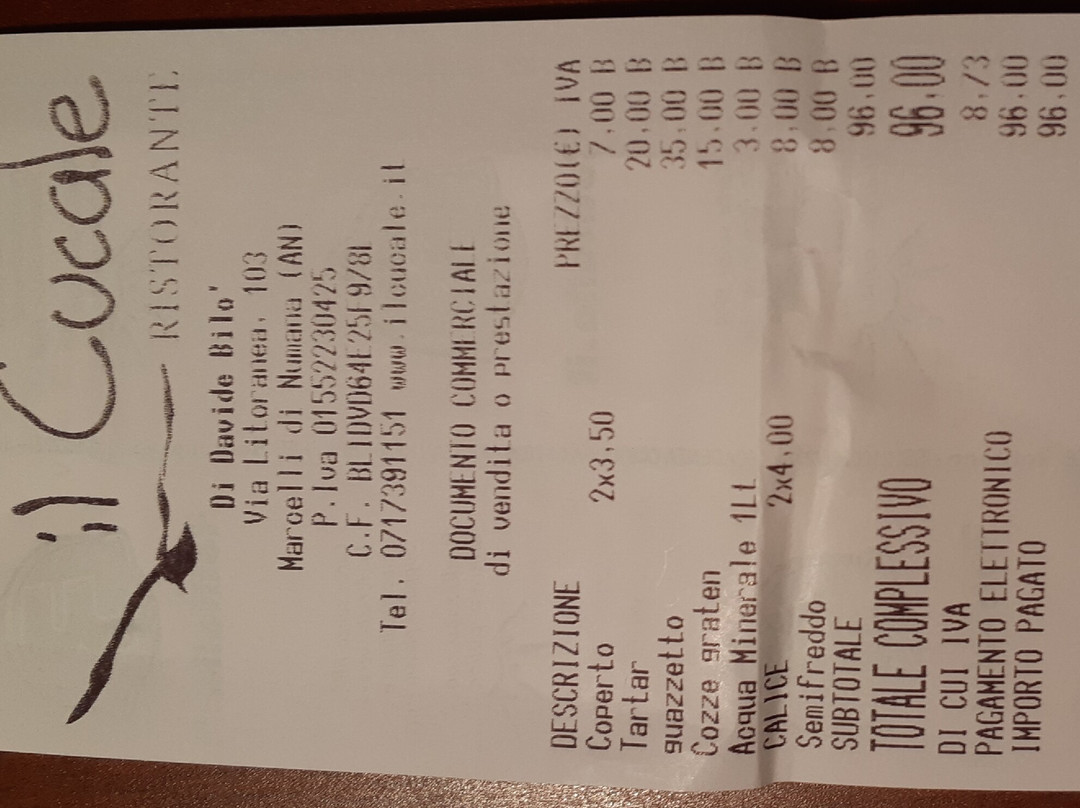 il Cucale
RISTORANTE
Di Davide Bilo'
Via Litoranea, 103
Marcelli di Numana (AN)
P.Iva 01552230425
C.F. BLIDVD64E25F978L
Tel. 0717391151 www.ilcucale.it
DOCUMENTO COMMERCIALE
di vendita o prestazione
DESCRIZIONE PREZZO(€) IVA
Coperto 2x3,50 7,00 B
Tartar 20,00 B
guazzetto 35,00 B
Cozze graten 15,00 B
Acqua Minerale 1Lt 3,00 B
CALICE 2x4,00 8,00 B
Semifreddo 8,00 B
SUBTOTALE 96,00
TOTALE COMPLESSIVO 96,00
DI CUI IVA 8,73
PAGAMENTO ELETTRONICO 96,00
IMPORTO PAGATO 96,00